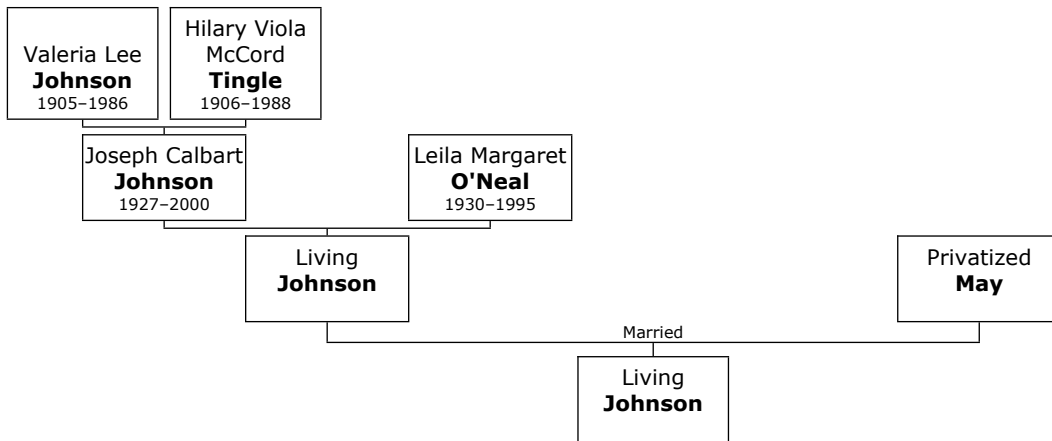 Valeria Lee
Johnson
1905–1986
Hilary Viola
McCord
Tingle
1906–1988
Joseph Calbart
Johnson
1927–2000
Leila Margaret
O'Neal
1930–1995
Living
Johnson
Privatized
May
Married
Living
Johnson